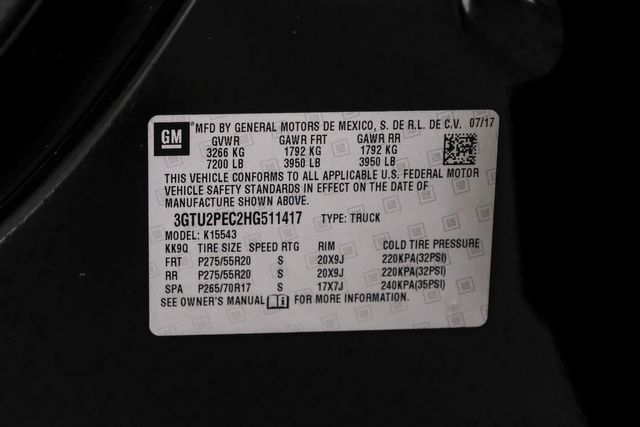 GM MFD BY GENERAL MOTORS DE MEXICO, S. DE R.L. DE C.V. 07/17
GVWR GAWR FRT GAWR RR
3266 KG 1792 KG 1792 KG
7200 LB 3950 LB 3950 LB
THIS VEHICLE CONFORMS TO ALL APPLICABLE U.S. FEDERAL MOTOR
VEHICLE SAFETY STANDARDS IN EFFECT ON THE DATE OF
MANUFACTURE SHOWN ABOVE.
3GTU2PEC2HG511417 TYPE: TRUCK
MODEL: K15543
KK9Q TIRE SIZE SPEED RTG RIM COLD TIRE PRESSURE
FRT P275/55R20 S 20X9J 220KPA(32PSI)
RR P275/55R20 S 20X9J 220KPA(32PSI)
SPA P265/70R17 S 17X7J 240KPA(35PSI)
SEE OWNER'S MANUAL FOR MORE INFORMATION.